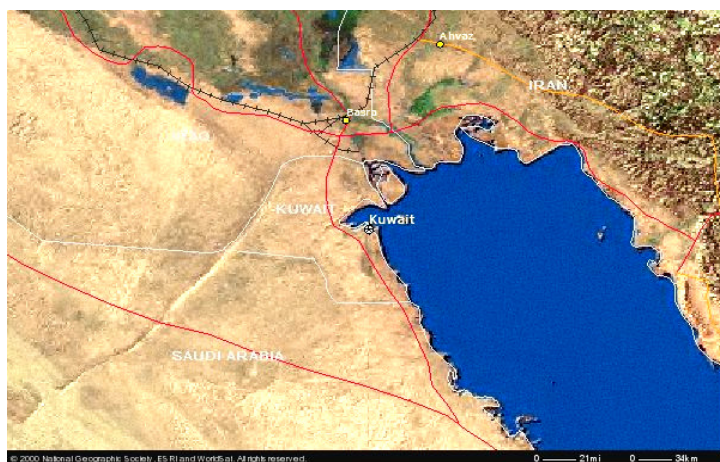 Ahvaz
IRAN
Basra
IRAQ
KUWAIT
Kuwait
SAUDI ARABIA
© 2000 National Geographic Society, ESRI and WorldSat. All rights reserved.
0 21mi 0 34km